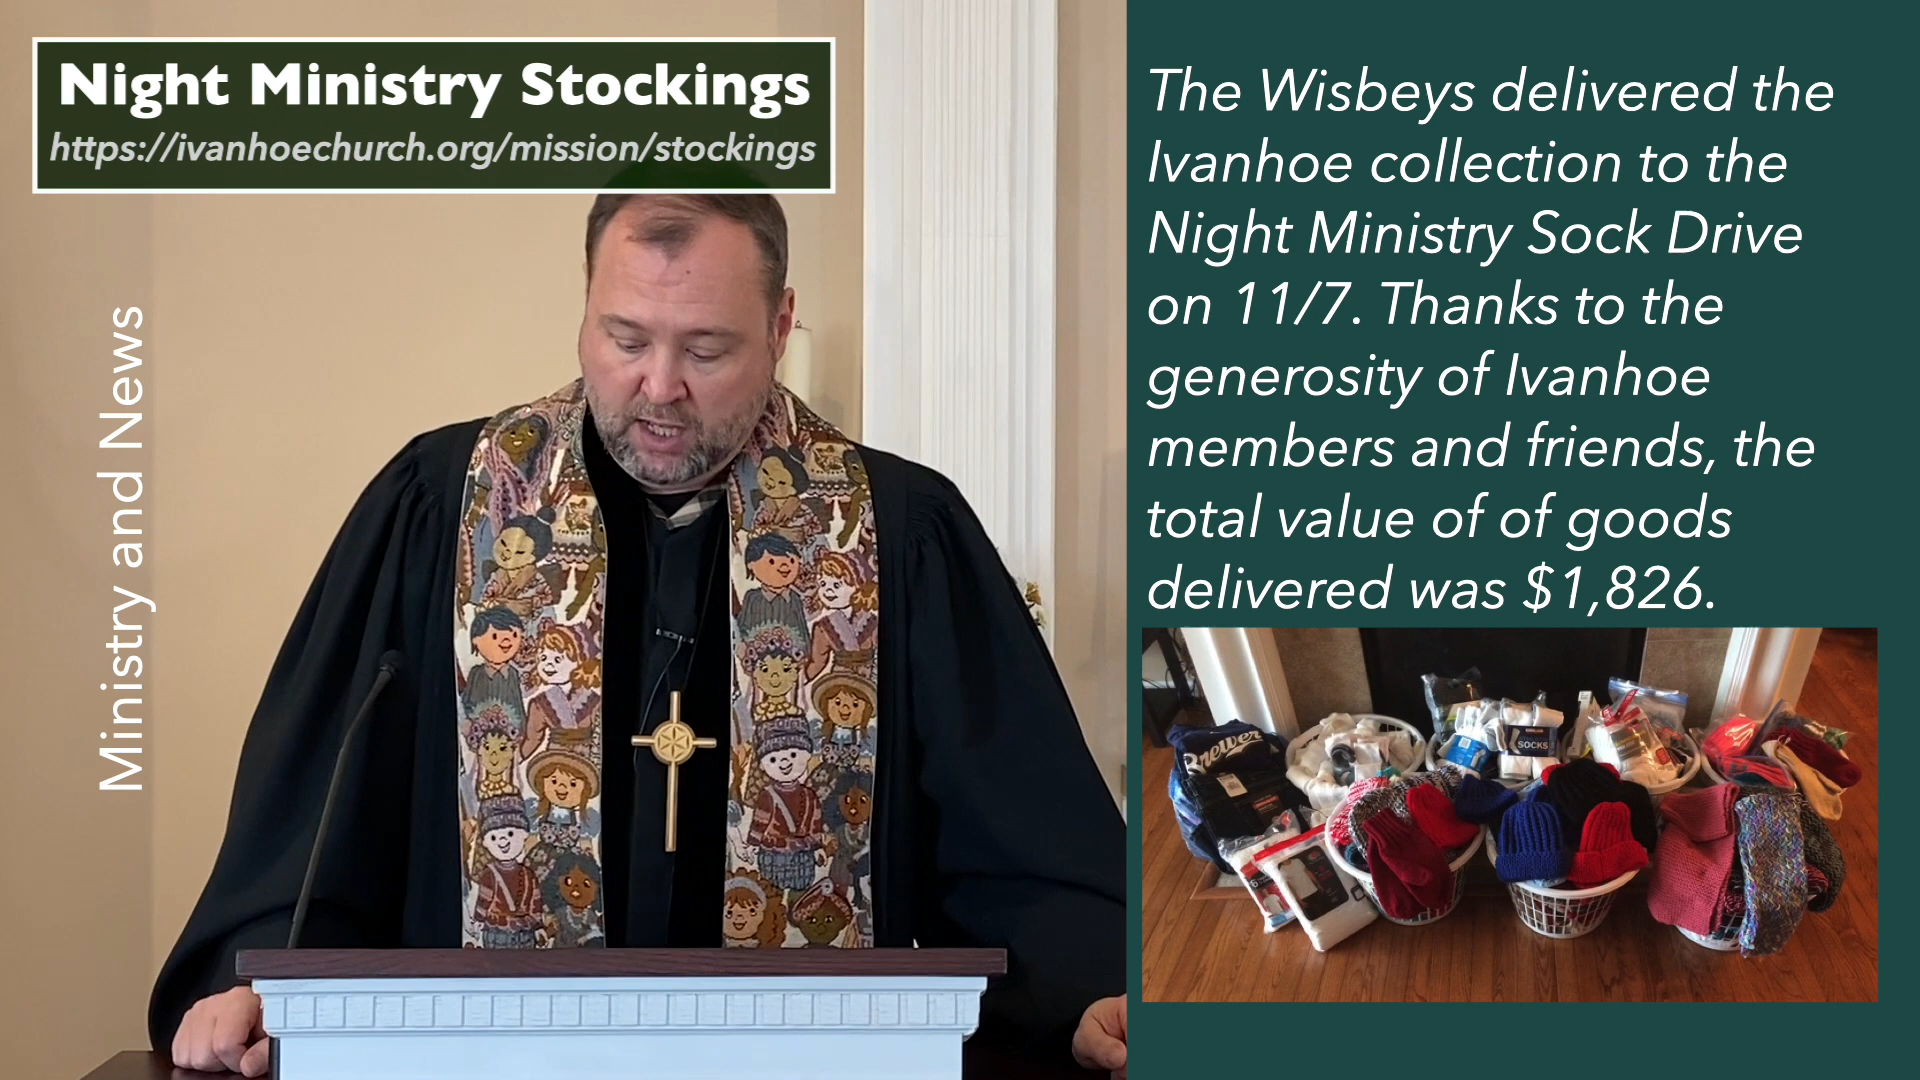 Night Ministry Stockings
https://ivanhoechurch.org/mission/stockings
Ministry and News
The Wisbeys delivered the
Ivanhoe collection to the
Night Ministry Sock Drive
on 11/7. Thanks to the
generosity of Ivanhoe
members and friends, the
total value of of goods
delivered was $1,826.
Brewer
SOCKS